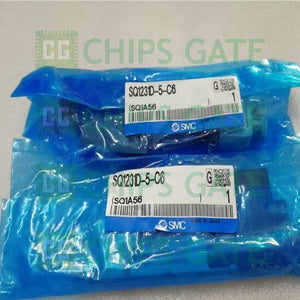 CHIPS GATE
SQ1231D-5-C6
G
(SQ1A56
)
1
SMC
SQ1231D-5-C6
G
(SQ1A56
)
1
SMC